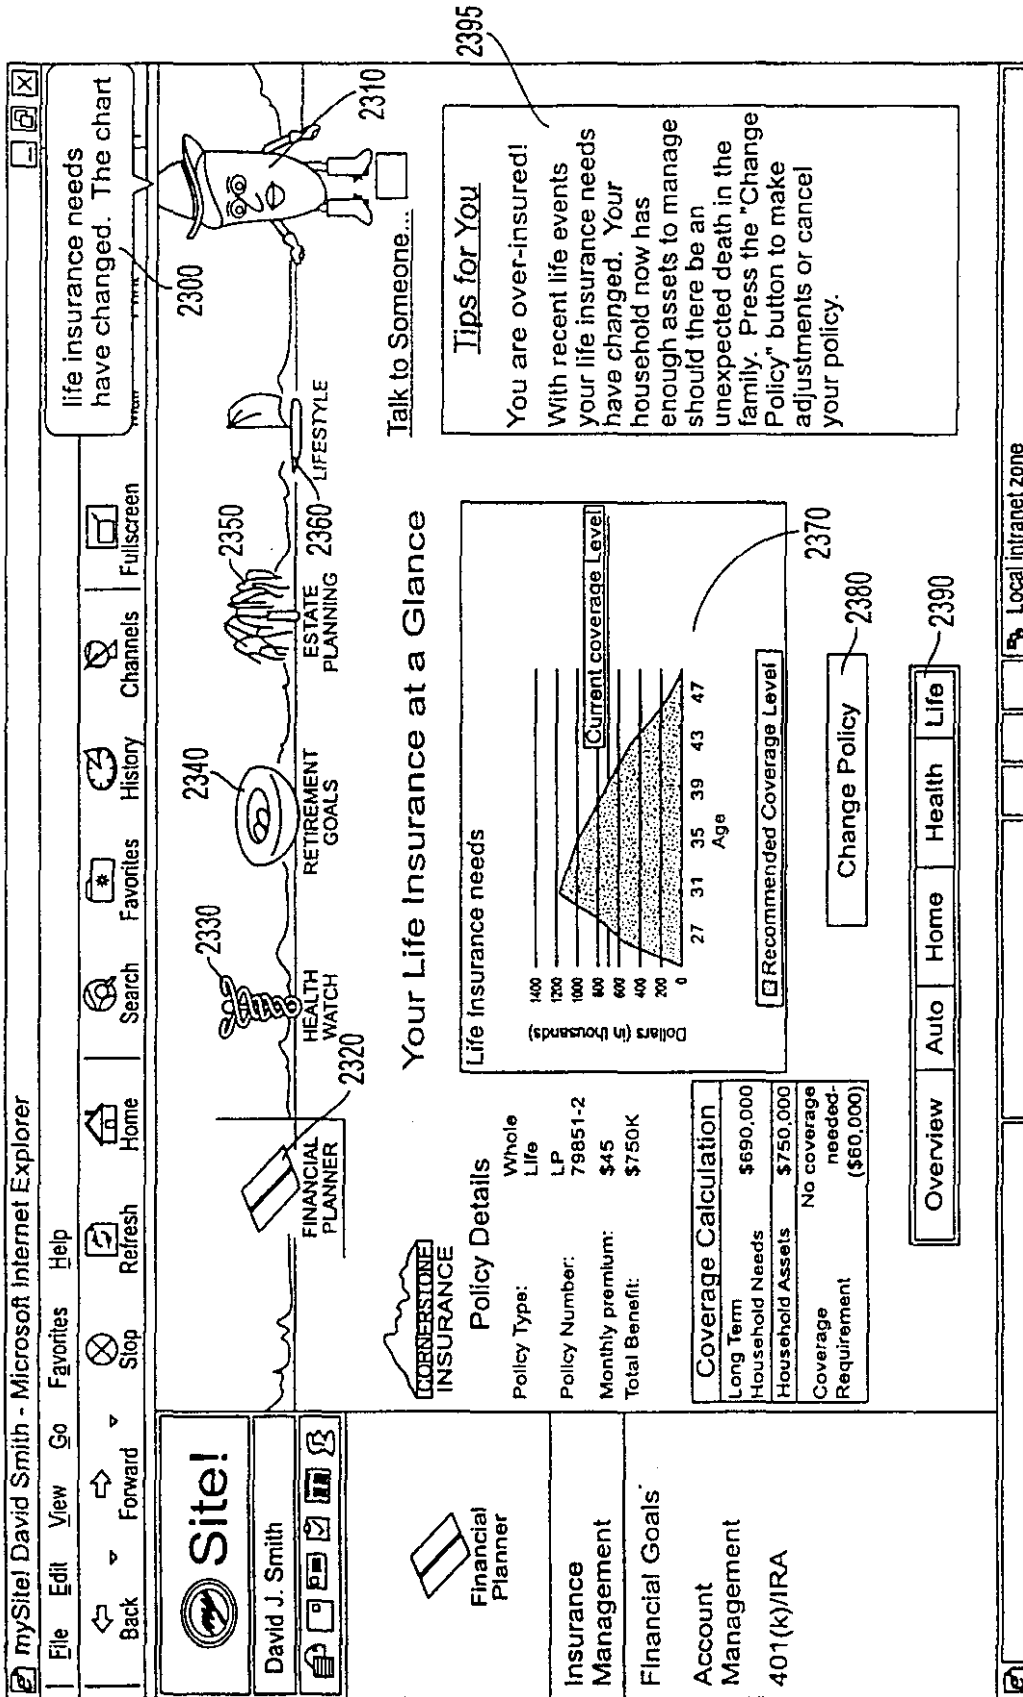 mySite! David Smith - Microsoft Internet Explorer
File Edit View Go Favorites Help
Back Forward Stop Refresh Home Search Favorites History Channels Fullscreen
life insurance needs
have changed. The chart
2300
my Site!
David J. Smith
Financial
Planner
Insurance
Management
Financial Goals
Account
Management
401(k)/IRA
FINANCIAL
PLANNER
2320
HEALTH
WATCH
2330
RETIREMENT
GOALS
2340
ESTATE
PLANNING
2350
LIFESTYLE
2360
2310
Talk to Someone...
CORNERSTONE
INSURANCE
Your Life Insurance at a Glance
Policy Details
Policy Type: Whole
Life
Policy Number: LP
79851-2
Monthly premium: $45
Total Benefit: $750K
Coverage Calculation
Long Term
Household Needs $690,000
Household Assets $750,000
Coverage
Requirement
No coverage
needed-
($60,000)
Life Insurance needs
Dollars (in thousands)
1400
1200
1000
800
600
400
200
0
27 31 35 39 43 47
Age
Current coverage Level
Recommended Coverage Level
2370
Change Policy
2380
Overview Auto Home Health Life
2390
Tips for You
You are over-insured!
With recent life events
your life insurance needs
have changed. Your
household now has
enough assets to manage
should there be an
unexpected death in the
family. Press the "Change
Policy" button to make
adjustments or cancel
your policy.
2395
Local intranet zone